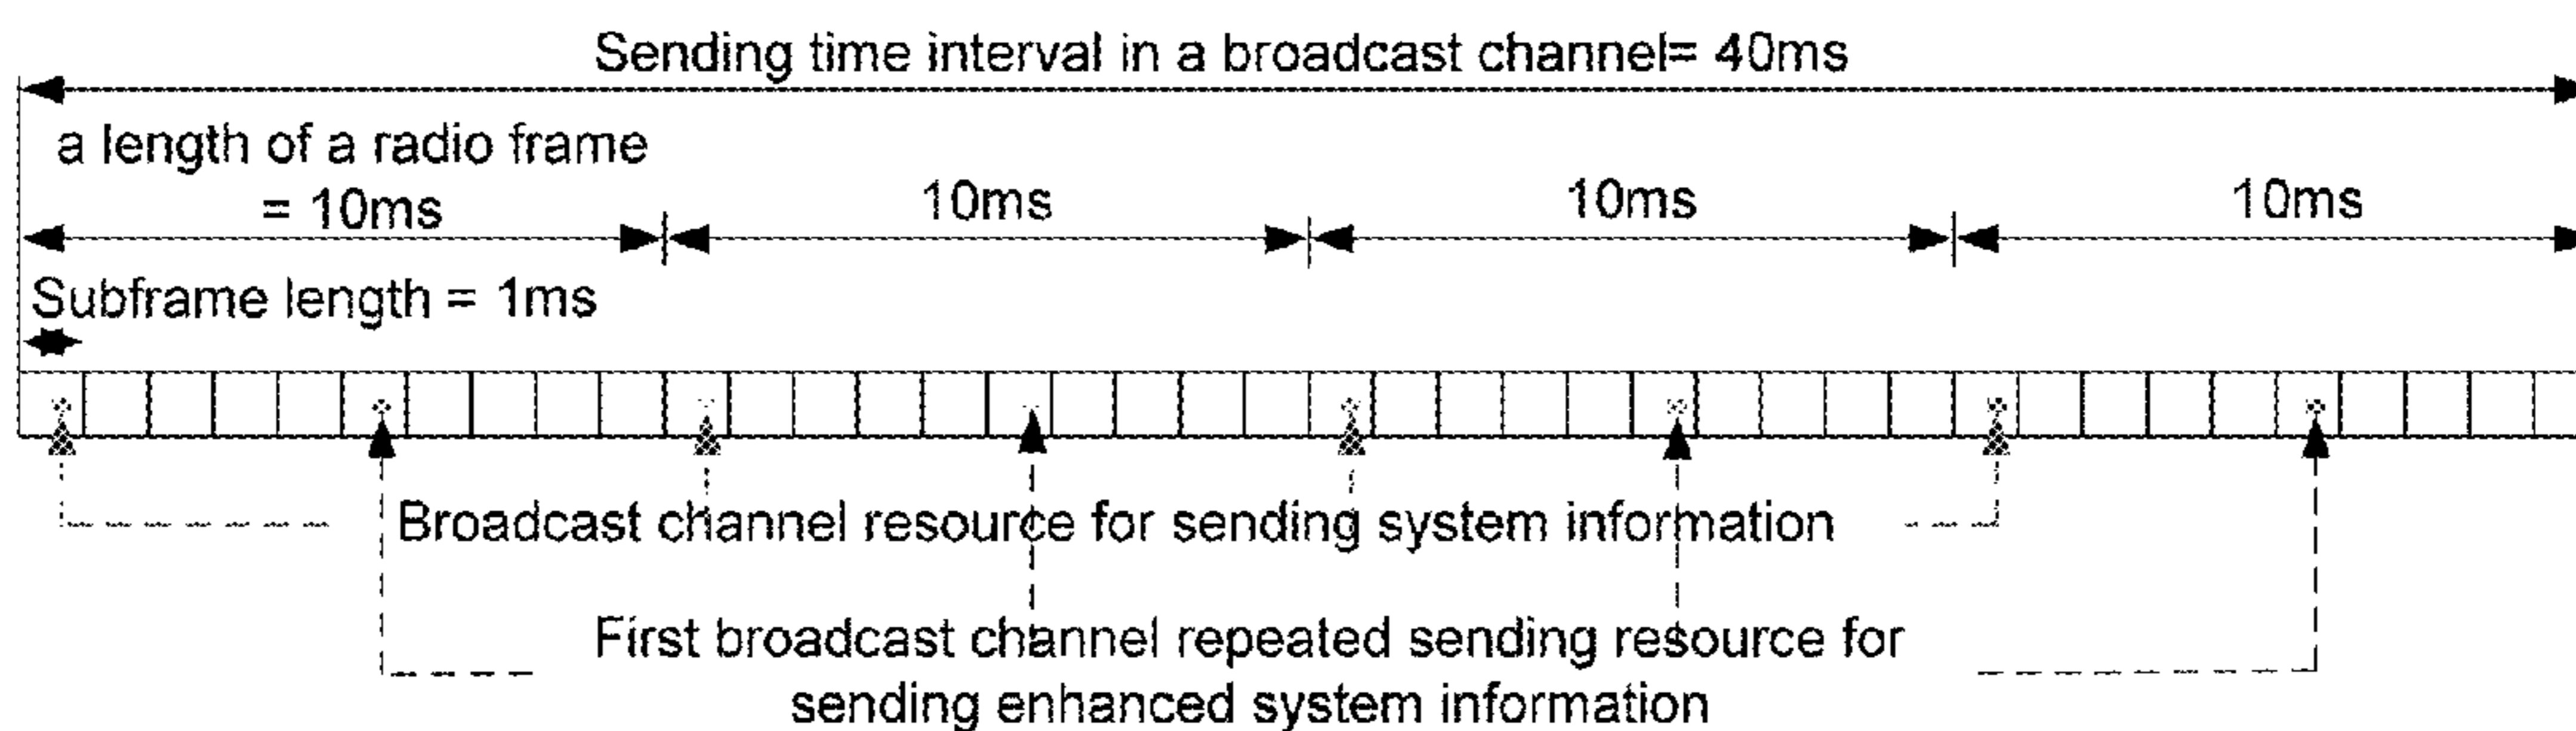 Sending time interval in a broadcast channel= 40ms
a length of a radio frame
= 10ms
10ms
10ms
10ms
Subframe length = 1ms
Broadcast channel resource for sending system information
First broadcast channel repeated sending resource for
sending enhanced system information